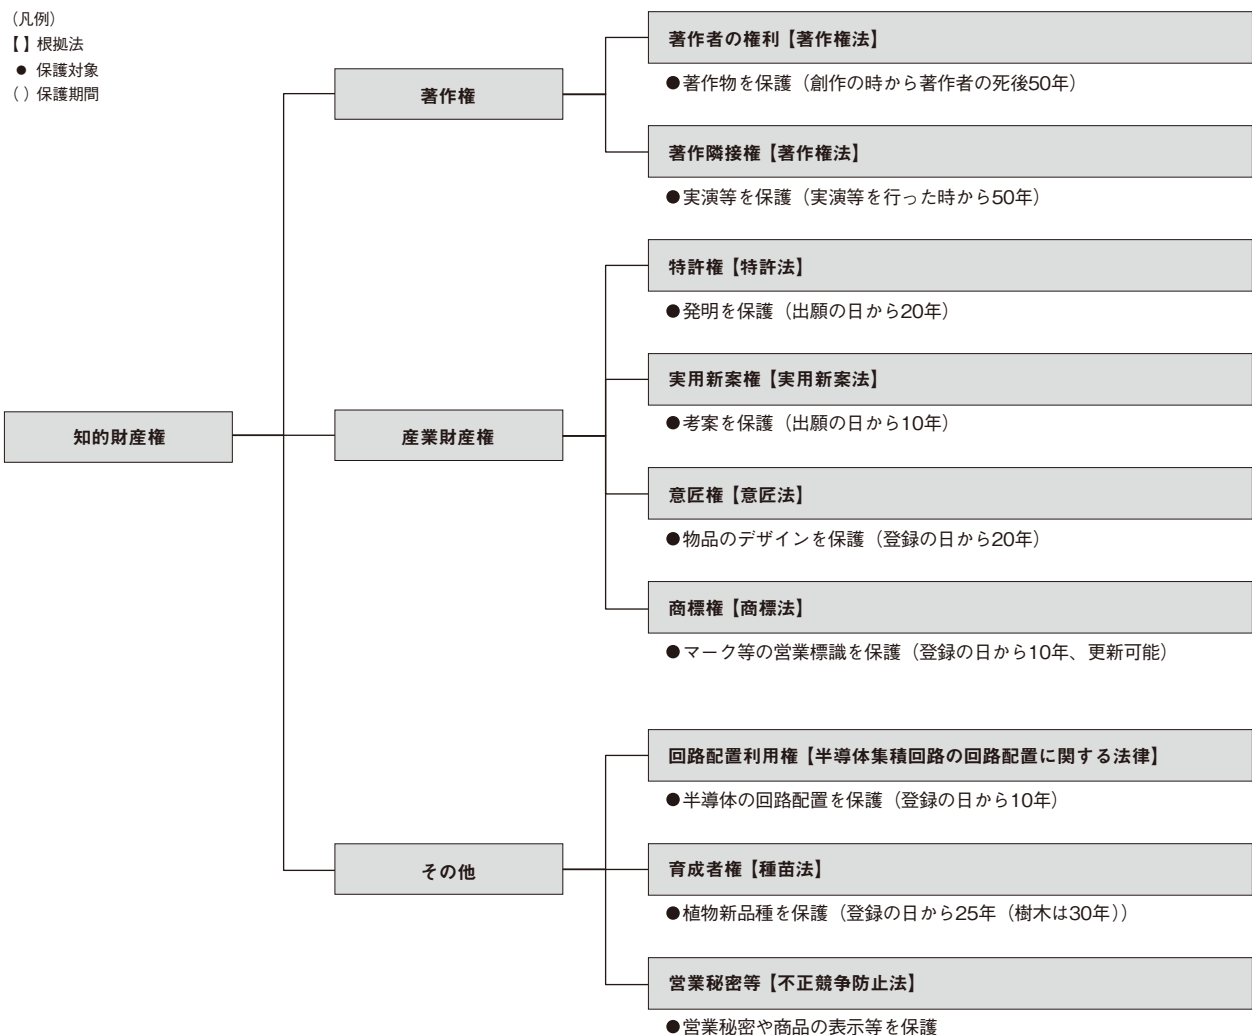 (凡例)
【 】根拠法
● 保護対象
( ) 保護期間
知的財産権
著作権
著作者の権利【著作権法】
●著作物を保護（創作の時から著作者の死後50年）
著作隣接権【著作権法】
●実演等を保護（実演等を行った時から50年）
産業財産権
特許権【特許法】
●発明を保護（出願の日から20年）
実用新案権【実用新案法】
●考案を保護（出願の日から10年）
意匠権【意匠法】
●物品のデザインを保護（登録の日から20年）
商標権【商標法】
●マーク等の営業標識を保護（登録の日から10年、更新可能）
その他
回路配置利用権【半導体集積回路の回路配置に関する法律】
●半導体の回路配置を保護（登録の日から10年）
育成者権【種苗法】
●植物新品種を保護（登録の日から25年（樹木は30年））
営業秘密等【不正競争防止法】
●営業秘密や商品の表示等を保護